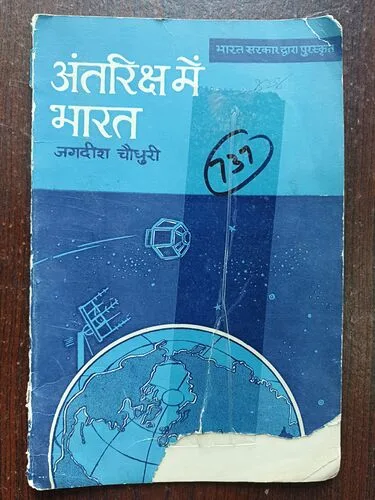 भारत सरकार द्वारा पुरस्कृत
अंतरिक्ष में
भारत
जगदीश चौधुरी
737